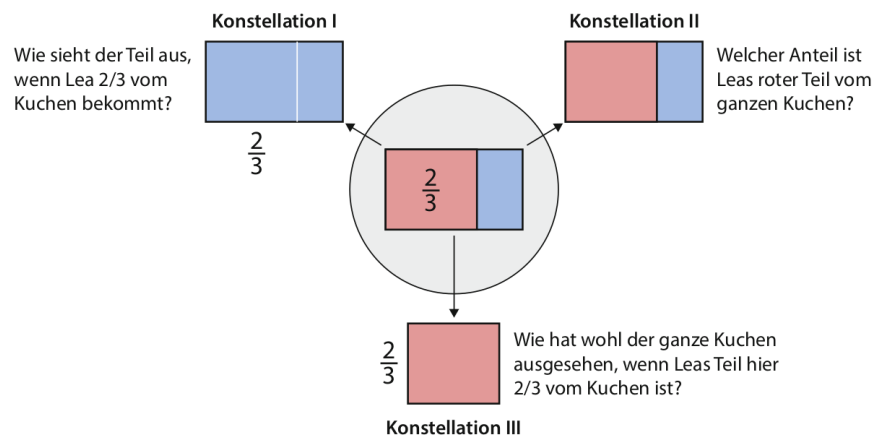 Konstellation I
Wie sieht der Teil aus,
wenn Lea 2/3 vom
Kuchen bekommt?
2
3
Konstellation II
Welcher Anteil ist
Leas roter Teil vom
ganzen Kuchen?
2
3
2
3
Wie hat wohl der ganze Kuchen
ausgesehen, wenn Leas Teil hier
2/3 vom Kuchen ist?
Konstellation III